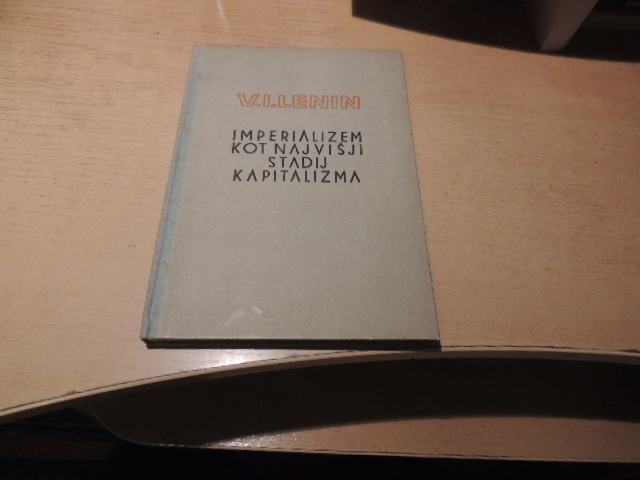 V.I.LENIN
IMPERIALIZEM
KOT NAJVIŠJI
STADIJ
KAPITALIZMA